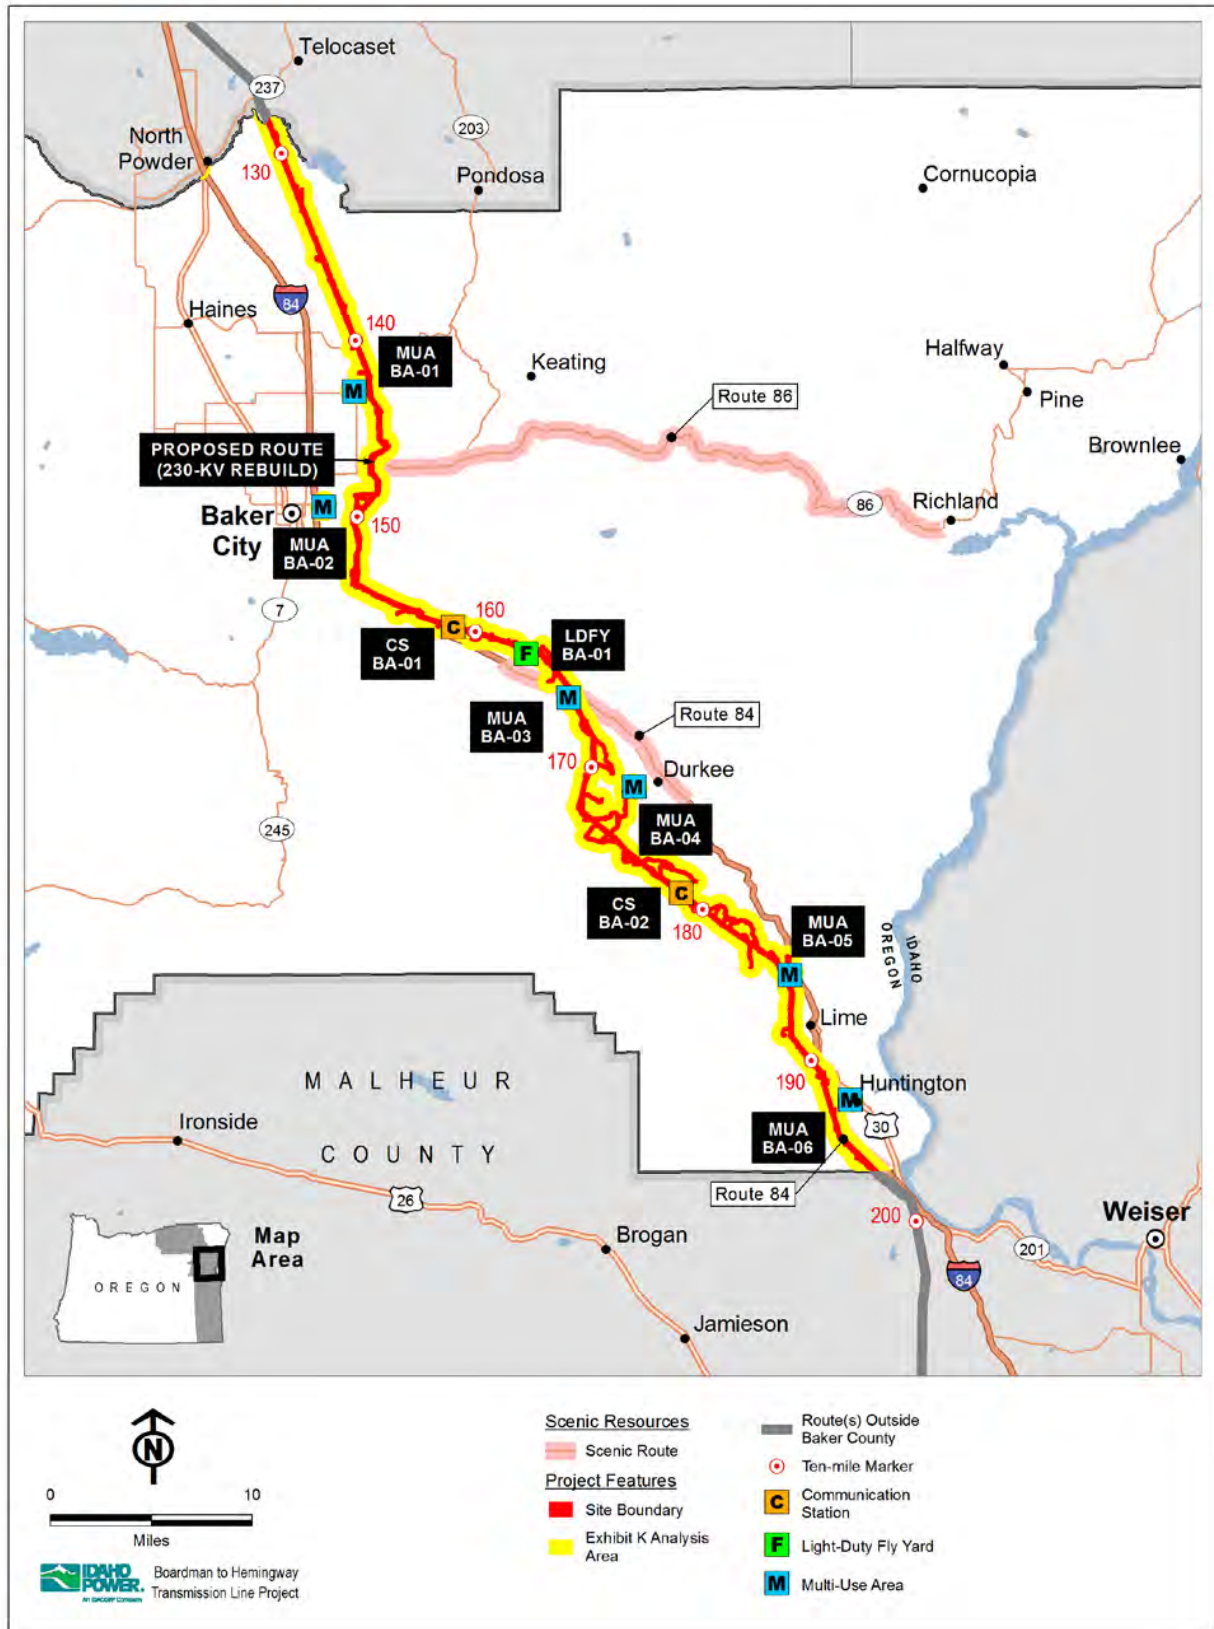 Telocaset
237
North
Powder
130
203
Pondosa
Cornucopia
84
Haines
140
MUA
BA-01
Keating
Halfway
M
Route 86
Pine
PROPOSED ROUTE
(230-KV REBUILD)
Brownlee
86
Richland
M
Baker
City
150
MUA
BA-02
7
160
C
LDFY
BA-01
CS
BA-01
F
M
MUA
BA-03
Route 84
170
Durkee
M
245
MUA
BA-04
C
CS
BA-02
180
MUA
BA-05
IDAHO
OREGON
M
Lime
190
MALHEUR
COUNTY
Huntington
M
Ironside
30
MUA
BA-06
26
Route 84
200
Weiser
Brogan
201
Map
Area
84
OREGON
Jamieson
N
0 10
Miles
IDAHO
POWER.
An IDACORP Company
Boardman to Hemingway
Transmission Line Project
Scenic Resources
Scenic Route
Project Features
Site Boundary
Exhibit K Analysis
Area
Route(s) Outside
Baker County
Ten-mile Marker
C Communication
Station
F Light-Duty Fly Yard
M Multi-Use Area